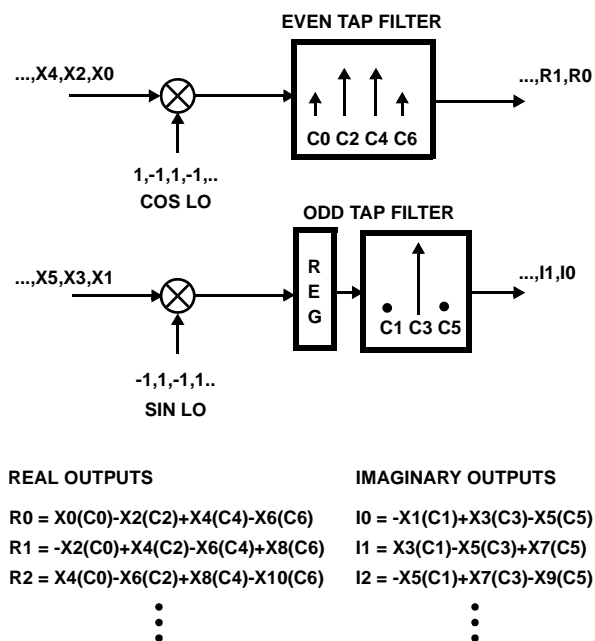 EVEN TAP FILTER
...,X4,X2,X0
...,R1,R0
C0 C2 C4 C6
1,-1,1,-1,..
COS LO
ODD TAP FILTER
...,X5,X3,X1
R
E
G
...,I1,I0
C1 C3 C5
-1,1,-1,1..
SIN LO
REAL OUTPUTS
R0 = X0(C0)-X2(C2)+X4(C4)-X6(C6)
R1 = -X2(C0)+X4(C2)-X6(C4)+X8(C6)
R2 = X4(C0)-X6(C2)+X8(C4)-X10(C6)
IMAGINARY OUTPUTS
I0 = -X1(C1)+X3(C3)-X5(C5)
I1 = X3(C1)-X5(C3)+X7(C5)
I2 = -X5(C1)+X7(C3)-X9(C5)